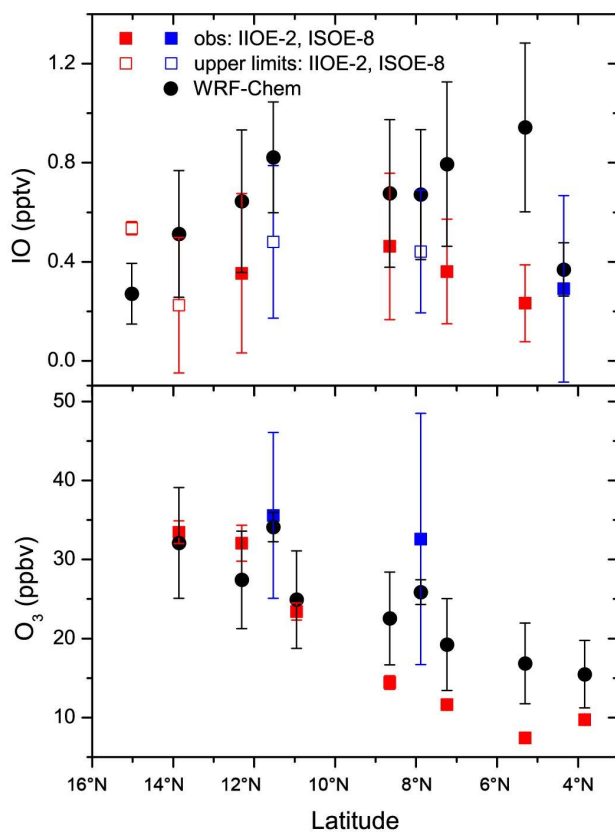 obs: IIOE-2, ISOE-8
upper limits: IIOE-2, ISOE-8
WRF-Chem
IO (pptv)
1.2
0.8
0.4
0.0
O3 (ppbv)
50
40
30
20
10
16°N 14°N 12°N 10°N 8°N 6°N 4°N
Latitude